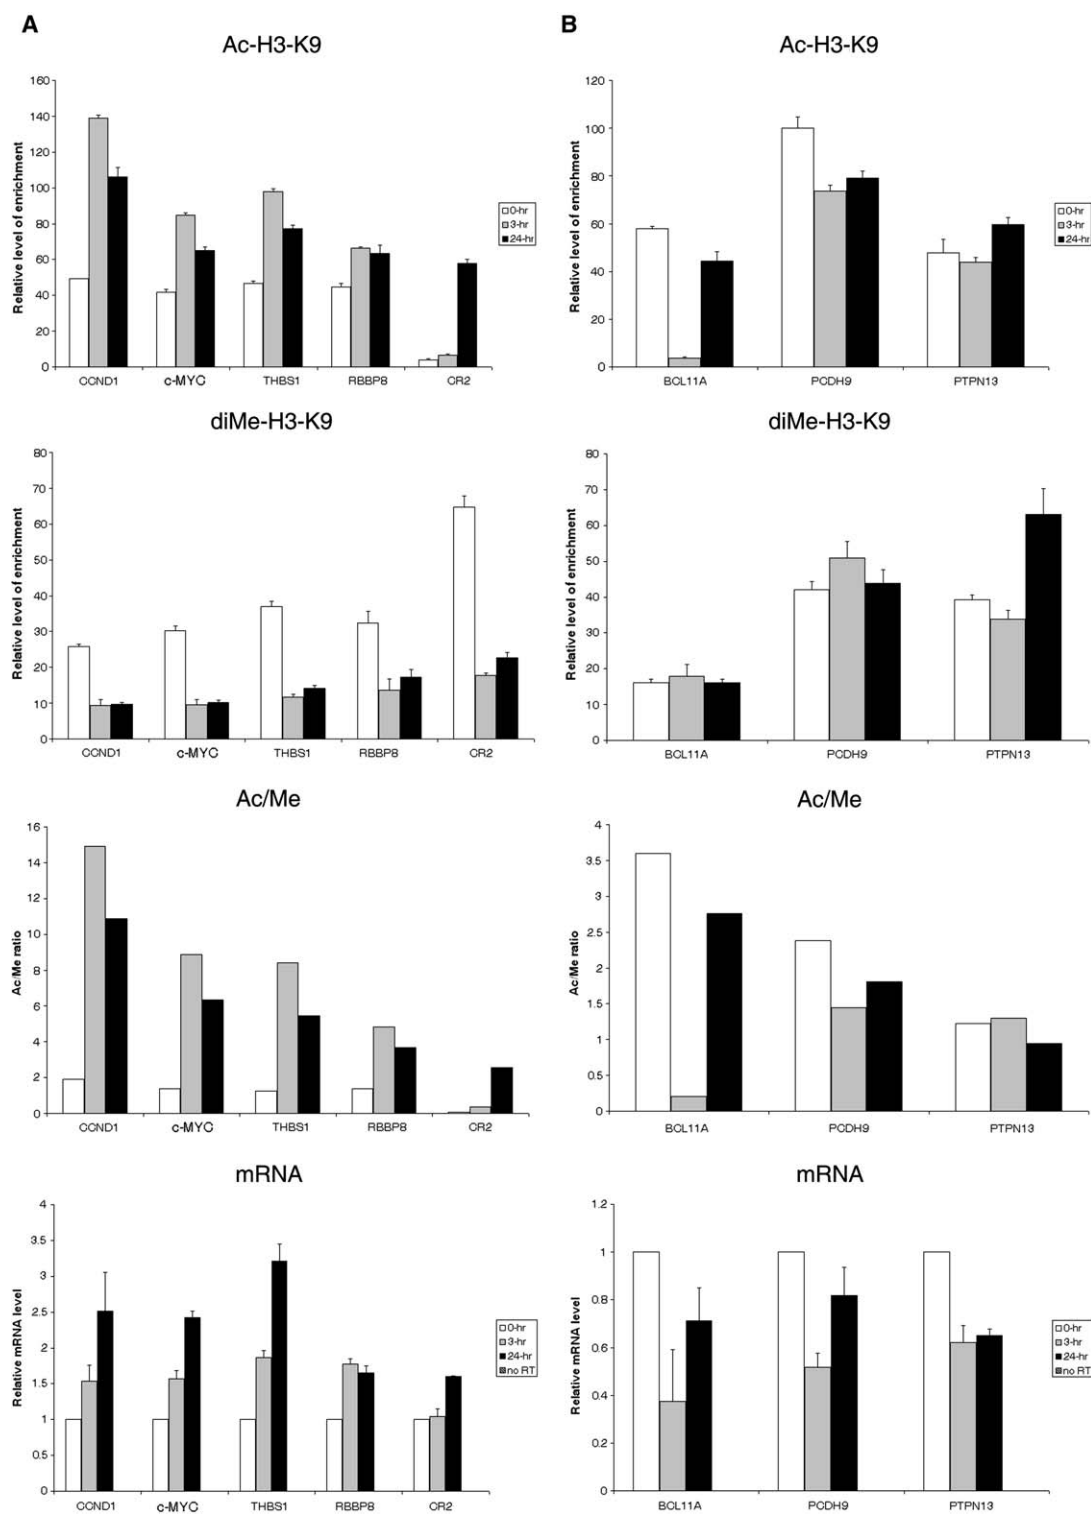 A
Ac-H3-K9
Relative level of enrichment
160
140
120
100
80
60
40
20
0
CCND1 c-MYC THBS1 RBBP8 CR2
0-hr
3-hr
24-hr
B
Ac-H3-K9
Relative level of enrichment
120
100
80
60
40
20
0
BCL11A PCDH9 PTPN13
0-hr
3-hr
24-hr
diMe-H3-K9
Relative level of enrichment
80
70
60
50
40
30
20
10
0
CCND1 c-MYC THBS1 RBBP8 CR2
diMe-H3-K9
Relative level of enrichment
80
70
60
50
40
30
20
10
0
BCL11A PCDH9 PTPN13
Ac/Me
Ac/Me ratio
16
14
12
10
8
6
4
2
0
CCND1 c-MYC THBS1 RBBP8 CR2
Ac/Me
Ac/Me ratio
4
3.5
3
2.5
2
1.5
1
0.5
0
BCL11A PCDH9 PTPN13
mRNA
Relative mRNA level
4
3.5
3
2.5
2
1.5
1
0.5
0
CCND1 c-MYC THBS1 RBBP8 CR2
0-hr
3-hr
24-hr
no RT
mRNA
Relative mRNA level
1.2
1
0.8
0.6
0.4
0.2
0
BCL11A PCDH9 PTPN13
0-hr
3-hr
24-hr
no RT